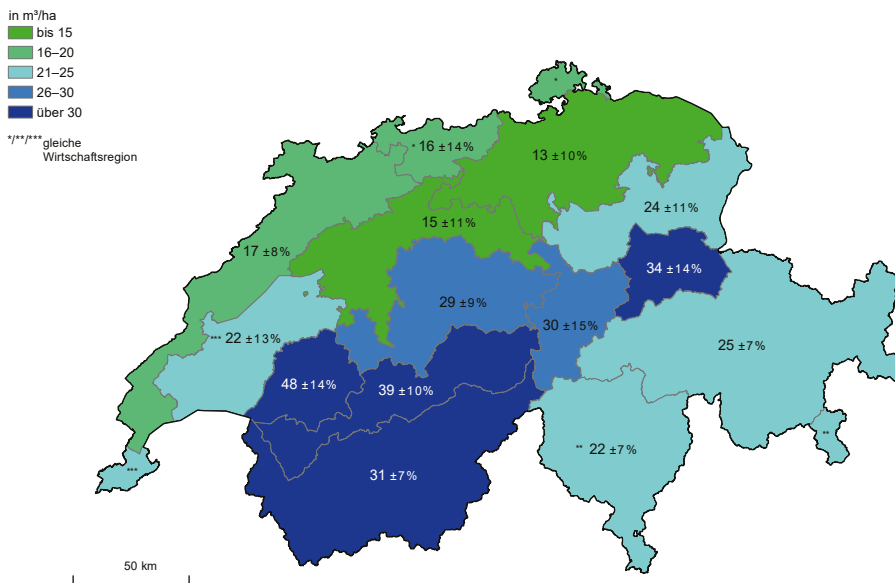 in m³/ha
bis 15
16–20
21–25
26–30
über 30
*/**/*** gleiche
Wirtschaftsregion
*
* 16 ±14%
13 ±10%
24 ±11%
15 ±11%
17 ±8%
34 ±14%
29 ±9%
30 ±15%
*** 22 ±13%
25 ±7%
48 ±14%
39 ±10%
**
** 22 ±7%
***
31 ±7%
50 km